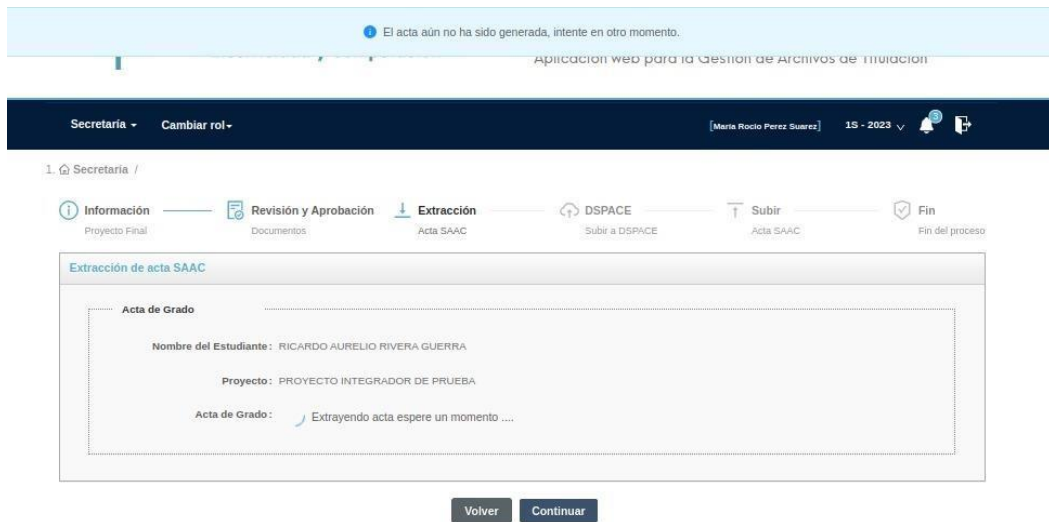 El acta aún no ha sido generada, intente en otro momento.
Aplicación web para la Gestión de Archivos de Titulación
Secretaría Cambiar rol [Maria Rocio Perez Suarez] 1S - 2023 3
1. Secretaria /
Información Revisión y Aprobación Extracción DSPACE Subir Fin
Proyecto Final Documentos Acta SAAC Subir a DSPACE Acta SAAC Fin del proceso
Extracción de acta SAAC
Acta de Grado
Nombre del Estudiante: RICARDO AURELIO RIVERA GUERRA
Proyecto: PROYECTO INTEGRADOR DE PRUEBA
Acta de Grado: Extrayendo acta espere un momento ....
Volver Continuar